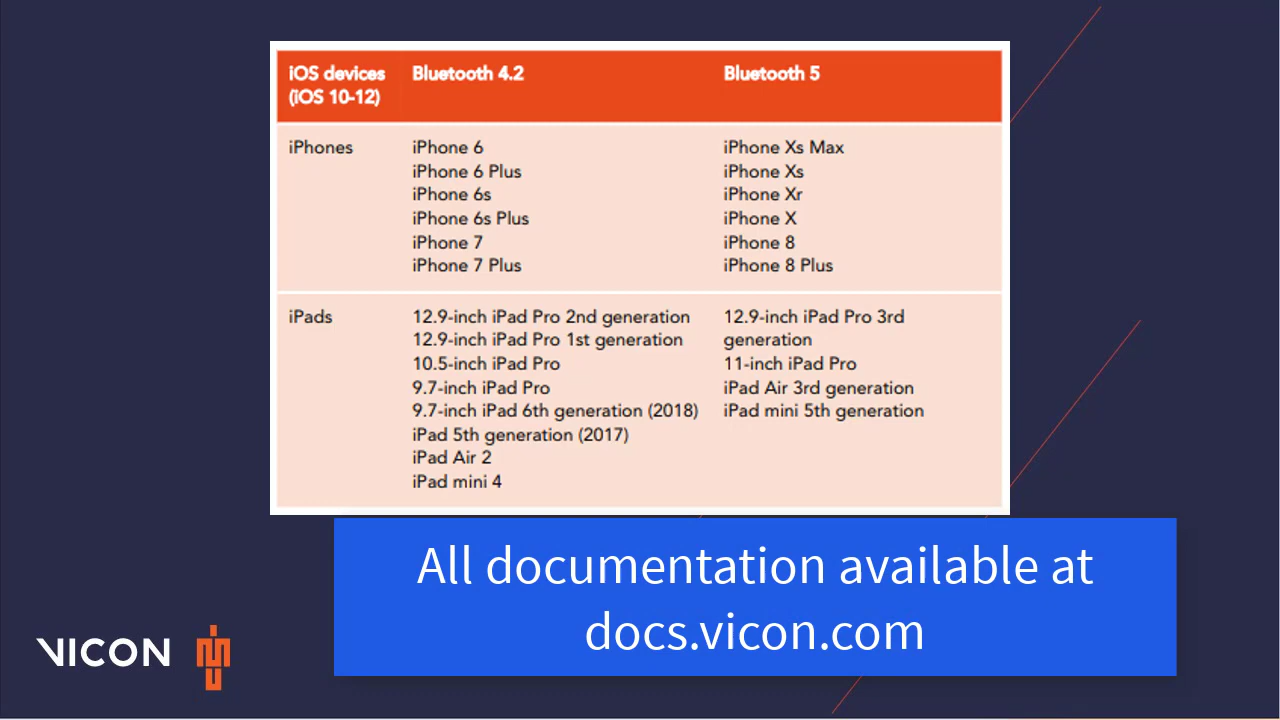 iOS devices
(iOS 10-12)
Bluetooth 4.2
Bluetooth 5
iPhones
iPhone 6
iPhone 6 Plus
iPhone 6s
iPhone 6s Plus
iPhone 7
iPhone 7 Plus
iPhone Xs Max
iPhone Xs
iPhone Xr
iPhone X
iPhone 8
iPhone 8 Plus
iPads
12.9-inch iPad Pro 2nd generation
12.9-inch iPad Pro 1st generation
10.5-inch iPad Pro
9.7-inch iPad Pro
9.7-inch iPad 6th generation (2018)
iPad 5th generation (2017)
iPad Air 2
iPad mini 4
12.9-inch iPad Pro 3rd
generation
11-inch iPad Pro
iPad Air 3rd generation
iPad mini 5th generation
All documentation available at
docs.vicon.com
VICON